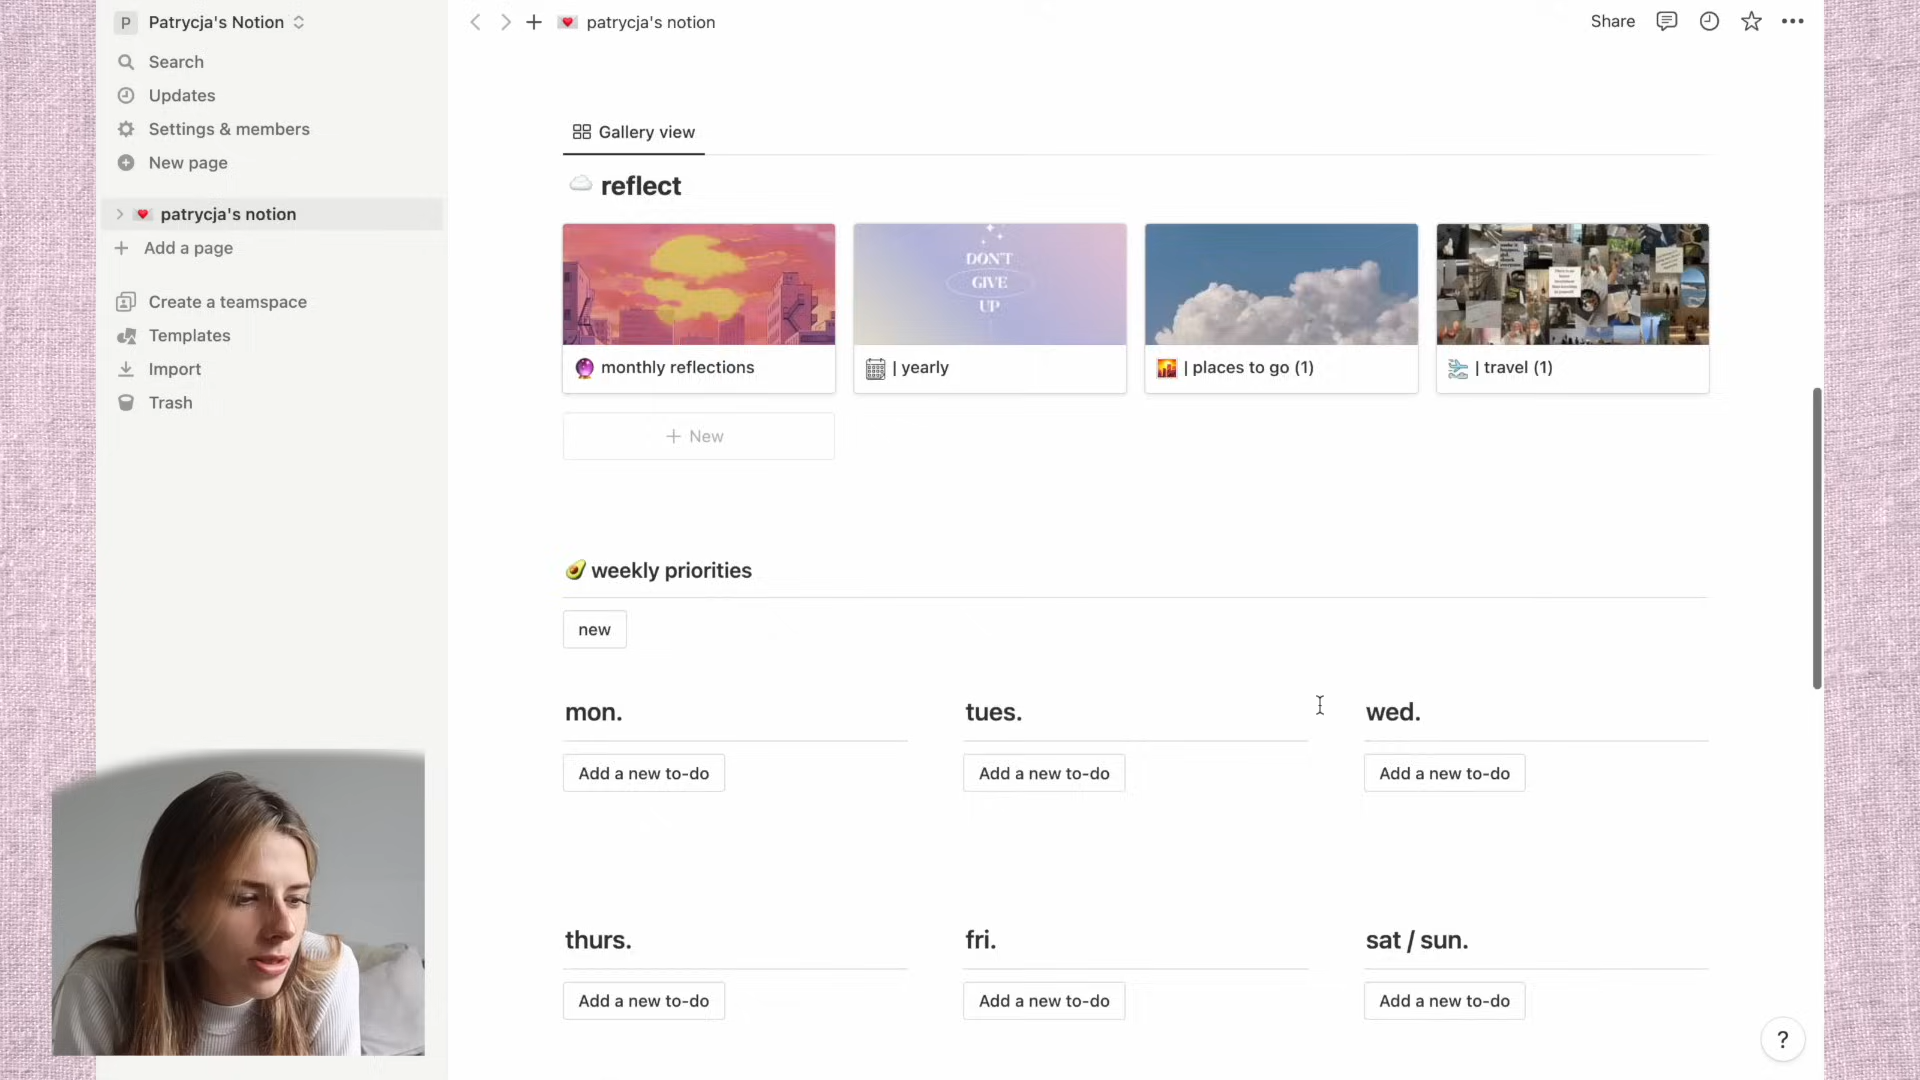 P Patrycja's Notion
Search
Updates
Settings & members
New page
patrycja's notion
Add a page
Create a teamspace
Templates
Import
Trash
patrycja's notion
Share
Gallery view
reflect
DON'T
GIVE
UP
monthly reflections
| yearly
| places to go (1)
| travel (1)
New
weekly priorities
new
mon.
tues.
wed.
Add a new to-do
Add a new to-do
Add a new to-do
thurs.
fri.
sat / sun.
Add a new to-do
Add a new to-do
Add a new to-do
?